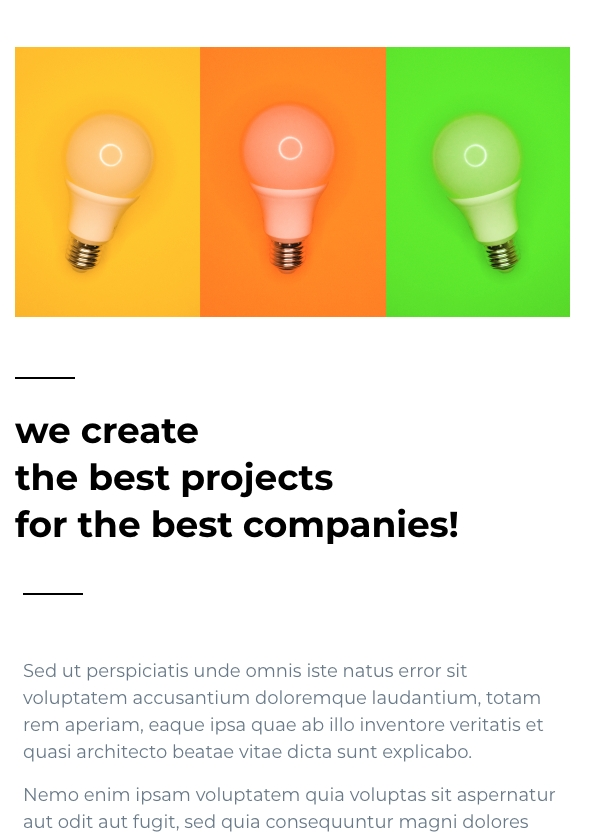 we create
the best projects
for the best companies!
Sed ut perspiciatis unde omnis iste natus error sit
voluptatem accusantium doloremque laudantium, totam
rem aperiam, eaque ipsa quae ab illo inventore veritatis et
quasi architecto beatae vitae dicta sunt explicabo.
Nemo enim ipsam voluptatem quia voluptas sit aspernatur
aut odit aut fugit, sed quia consequuntur magni dolores